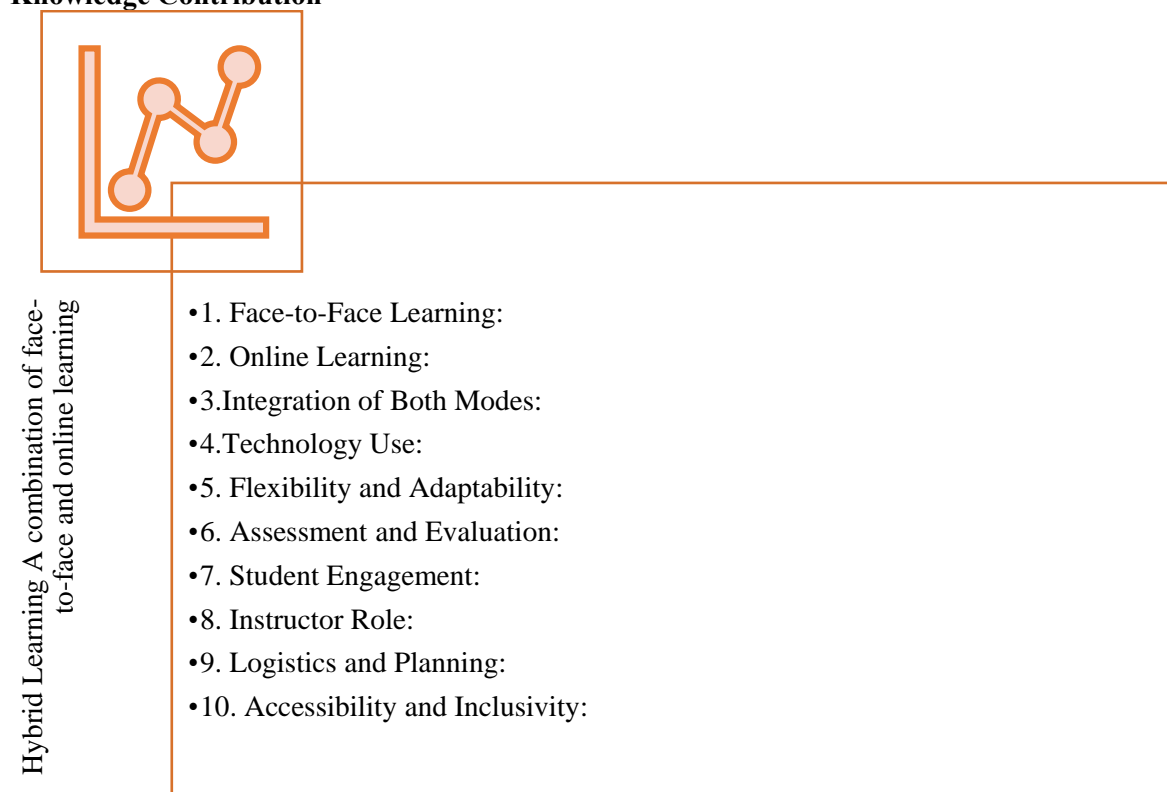 Knowledge Contribution
Hybrid Learning A combination of face-
to-face and online learning
•1. Face-to-Face Learning:
•2. Online Learning:
•3.Integration of Both Modes:
•4.Technology Use:
•5. Flexibility and Adaptability:
•6. Assessment and Evaluation:
•7. Student Engagement:
•8. Instructor Role:
•9. Logistics and Planning:
•10. Accessibility and Inclusivity: